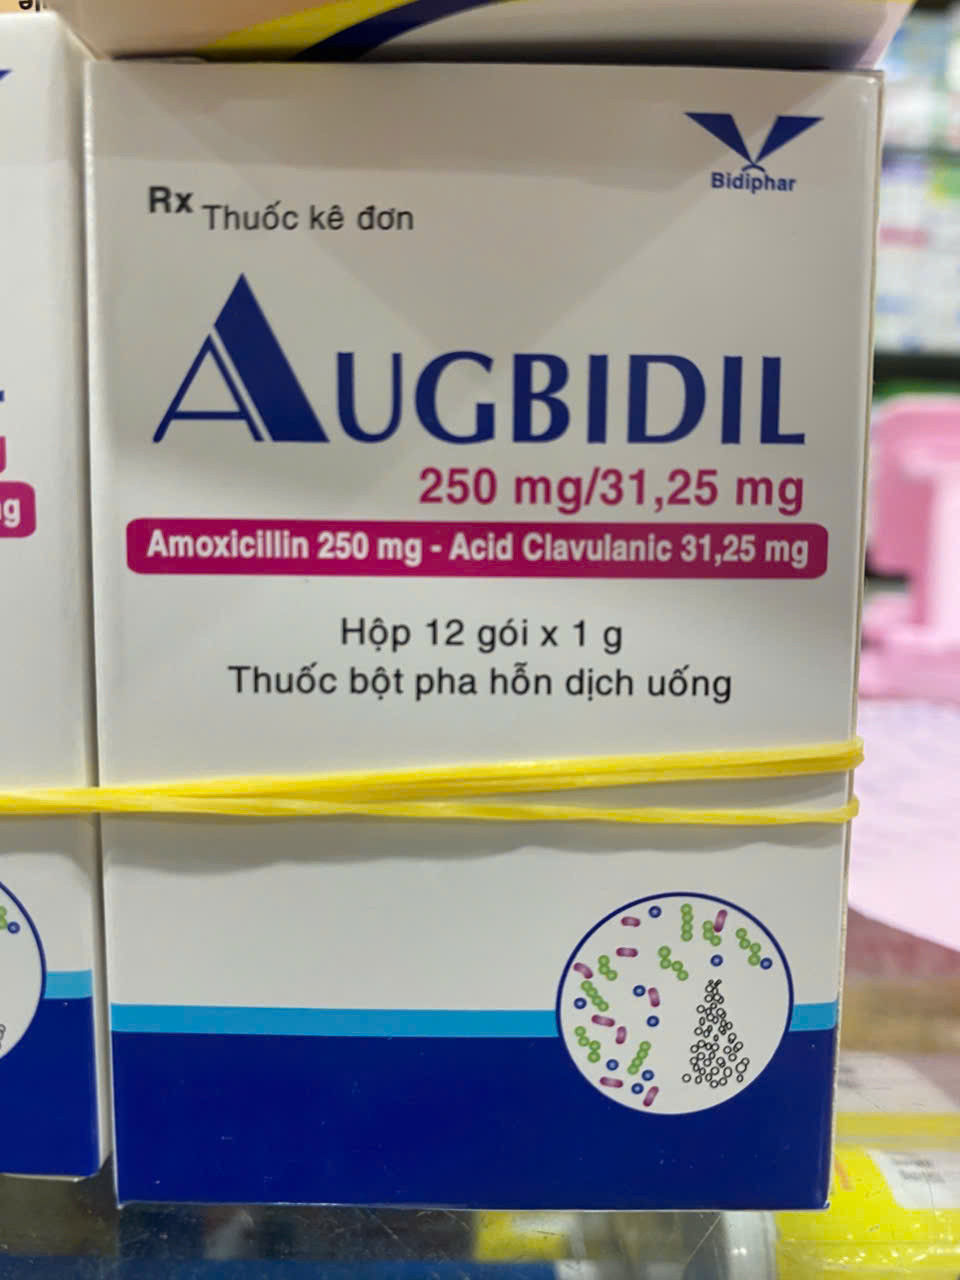 Bidiphar
Rx Thuốc kê đơn
AUGBIDIL
250 mg/31,25 mg
Amoxicillin 250 mg - Acid Clavulanic 31,25 mg
Hộp 12 gói x 1 g
Thuốc bột pha hỗn dịch uống